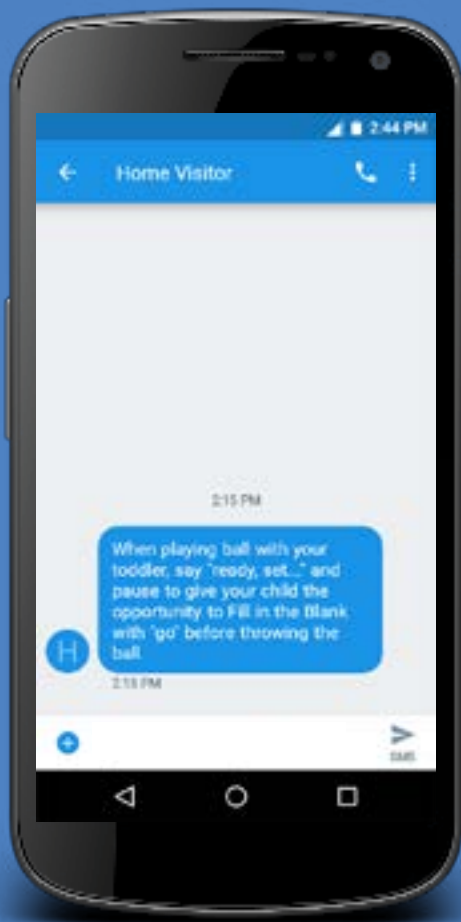 2:44 PM
Home Visitor
2:15 PM
When playing ball with your
toddler, say "ready, set..." and
pause to give your child the
opportunity to Fill in the Blank
with "go" before throwing the
ball
H
2:15 PM
SMS